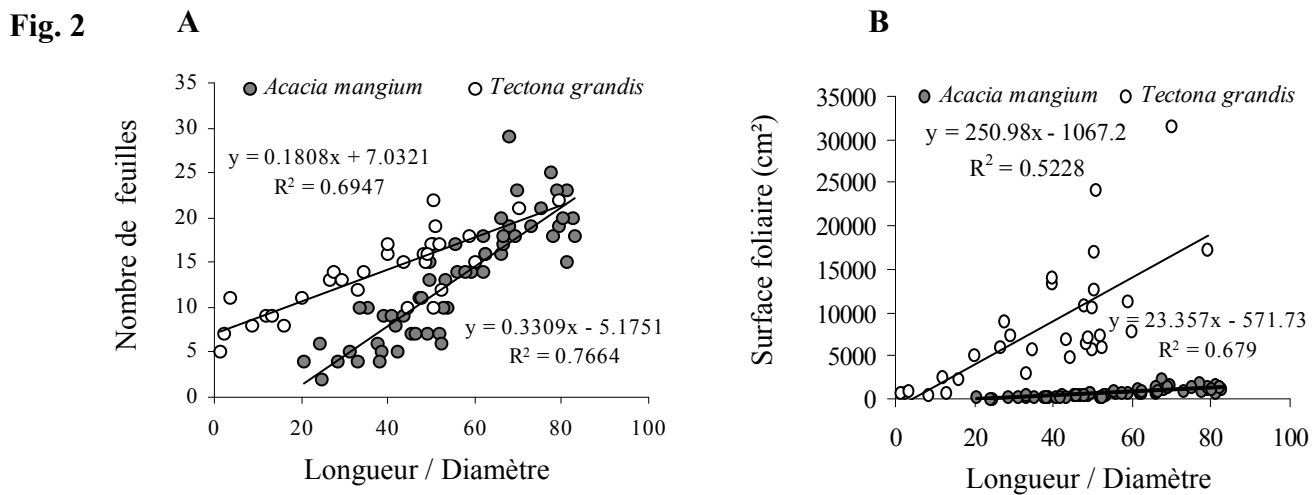 Fig. 2
A
Acacia mangium Tectona grandis
Nombre de feuilles
35
30
25
20
15
10
5
0
y = 0.1808x + 7.0321
R² = 0.6947
y = 0.3309x - 5.1751
R² = 0.7664
0 20 40 60 80 100
Longueur / Diamètre
B
Acacia mangium Tectona grandis
Surface foliaire (cm²)
35000
30000
25000
20000
15000
10000
5000
0
y = 250.98x - 1067.2
R² = 0.5228
y = 23.357x - 571.73
R² = 0.679
0 20 40 60 80 100
Longueur / Diamètre